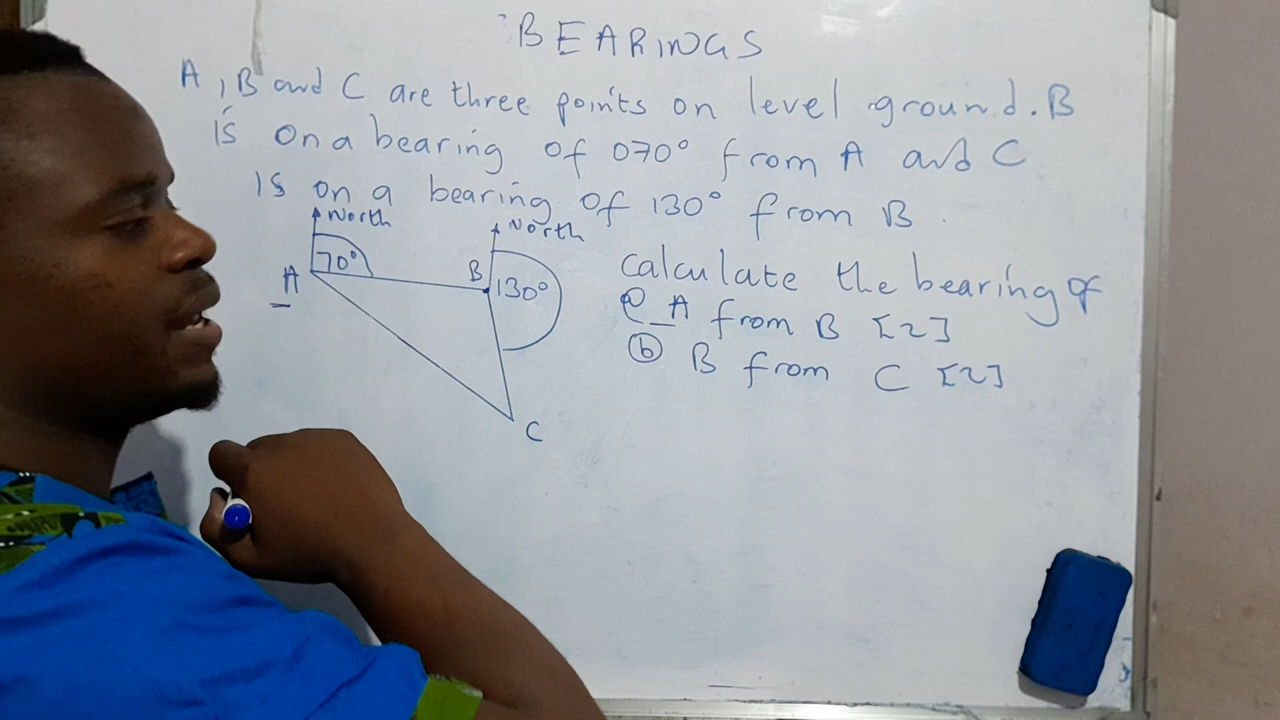 BEARINGS
A, B and C are three points on level ground. B
is on a bearing of 070° from A and C
is on a bearing of 130° from B.
North
North
A
70°
B
130°
C
Calculate the bearing of
ⓐ A from B [2]
ⓑ B from C [2]